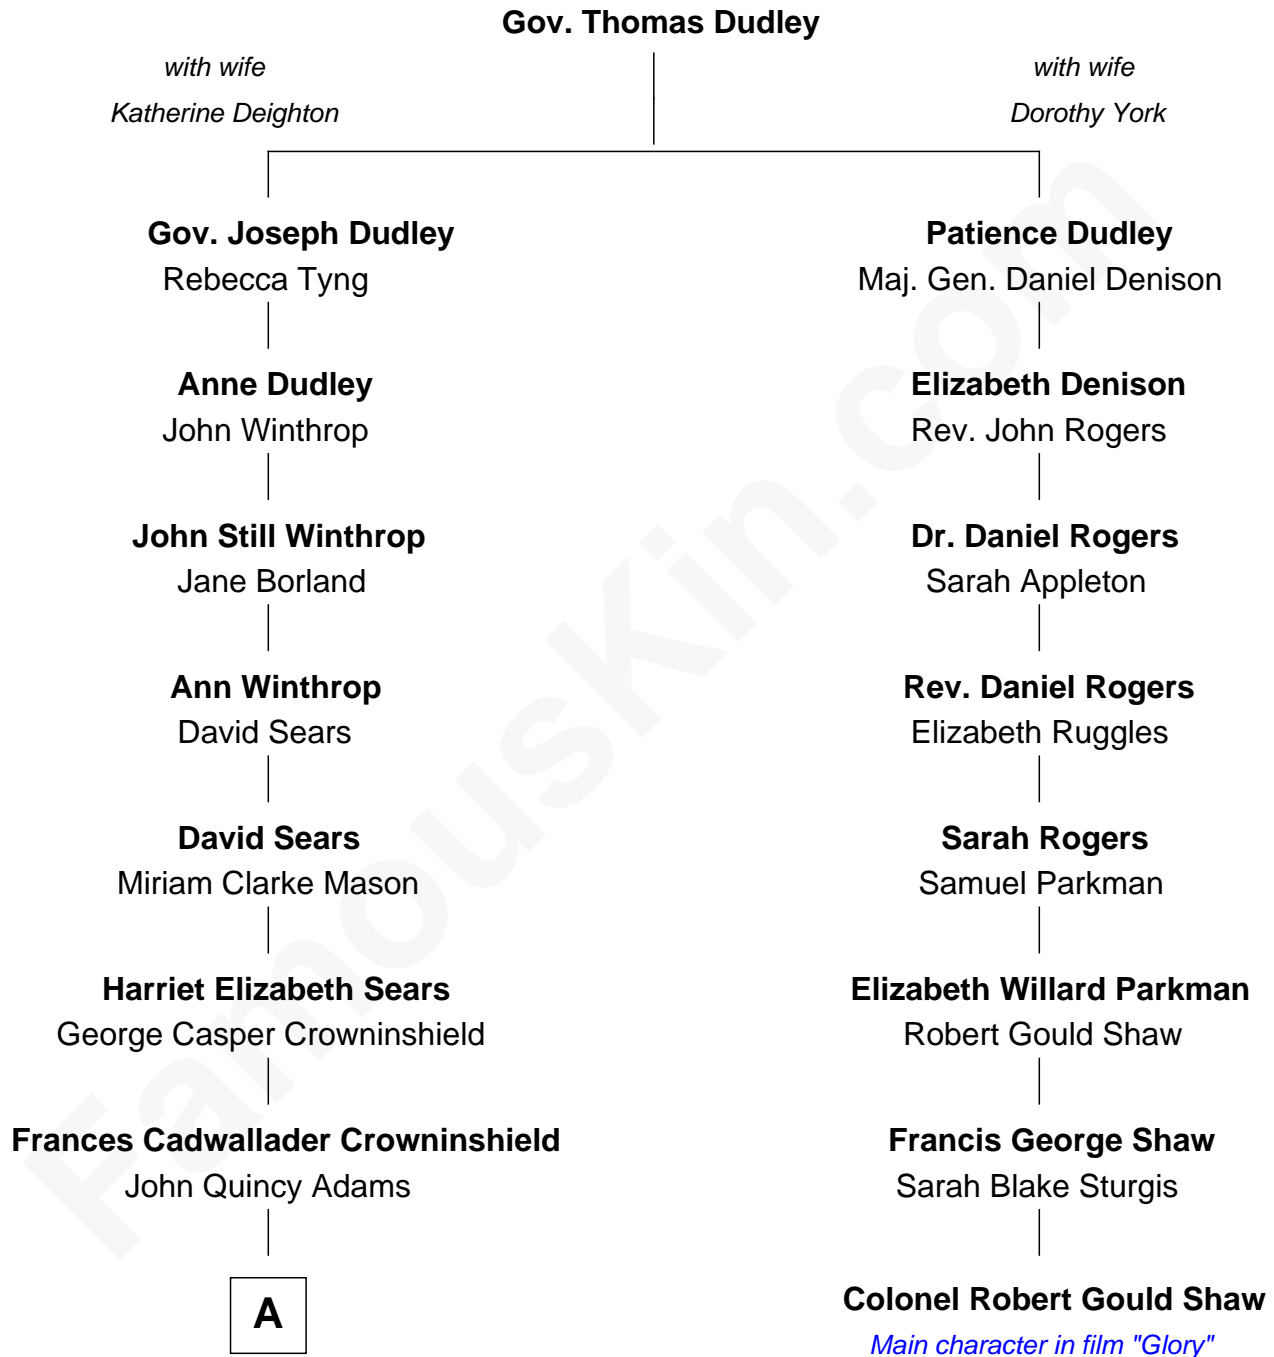 Gov. Thomas Dudley
with wife
Katherine Deighton
with wife
Dorothy York
Gov. Joseph Dudley
Rebecca Tyng
Patience Dudley
Maj. Gen. Daniel Denison
Anne Dudley
John Winthrop
Elizabeth Denison
Rev. John Rogers
John Still Winthrop
Jane Borland
Dr. Daniel Rogers
Sarah Appleton
Ann Winthrop
David Sears
Rev. Daniel Rogers
Elizabeth Ruggles
David Sears
Miriam Clarke Mason
Sarah Rogers
Samuel Parkman
Harriet Elizabeth Sears
George Casper Crowninshield
Elizabeth Willard Parkman
Robert Gould Shaw
Frances Cadwallader Crowninshield
John Quincy Adams
Francis George Shaw
Sarah Blake Sturgis
A
Colonel Robert Gould Shaw
Main character in film "Glory"
FamousKin.com